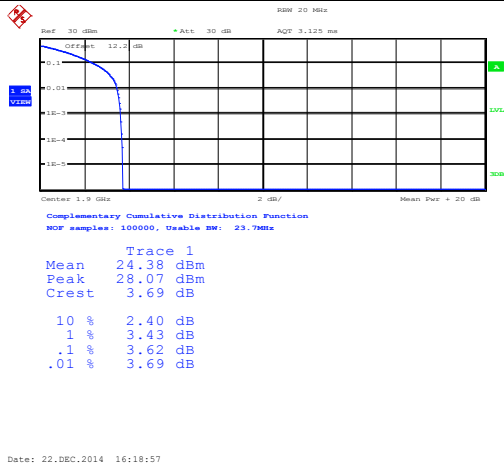 RBW 20 MHz
Ref 30 dBm *Att 30 dB AQT 3.125 ms
Offset 12.2 dB
0.1
A
0.01
1 SA
VIEW
1E-3
LVL
1E-4
1E-5
3DB
Center 1.9 GHz 2 dB/ Mean Pwr + 20 dB
Complementary Cumulative Distribution Function
NOF samples: 100000, Usable BW: 23.7MHz
Trace 1
Mean 24.38 dBm
Peak 28.07 dBm
Crest 3.69 dB
10 % 2.40 dB
1 % 3.43 dB
.1 % 3.62 dB
.01 % 3.69 dB
Date: 22.DEC.2014 16:18:57